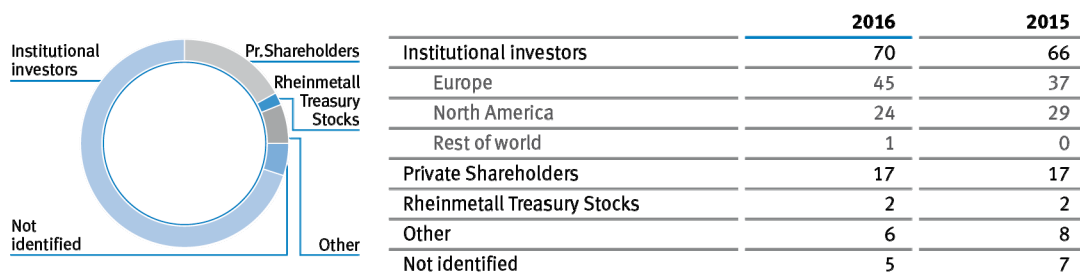 Institutional
investors
Pr. Shareholders
Rheinmetall
Treasury
Stocks
Not
identified
Other
2016 2015
Institutional investors 70 66
Europe 45 37
North America 24 29
Rest of world 1 0
Private Shareholders 17 17
Rheinmetall Treasury Stocks 2 2
Other 6 8
Not identified 5 7